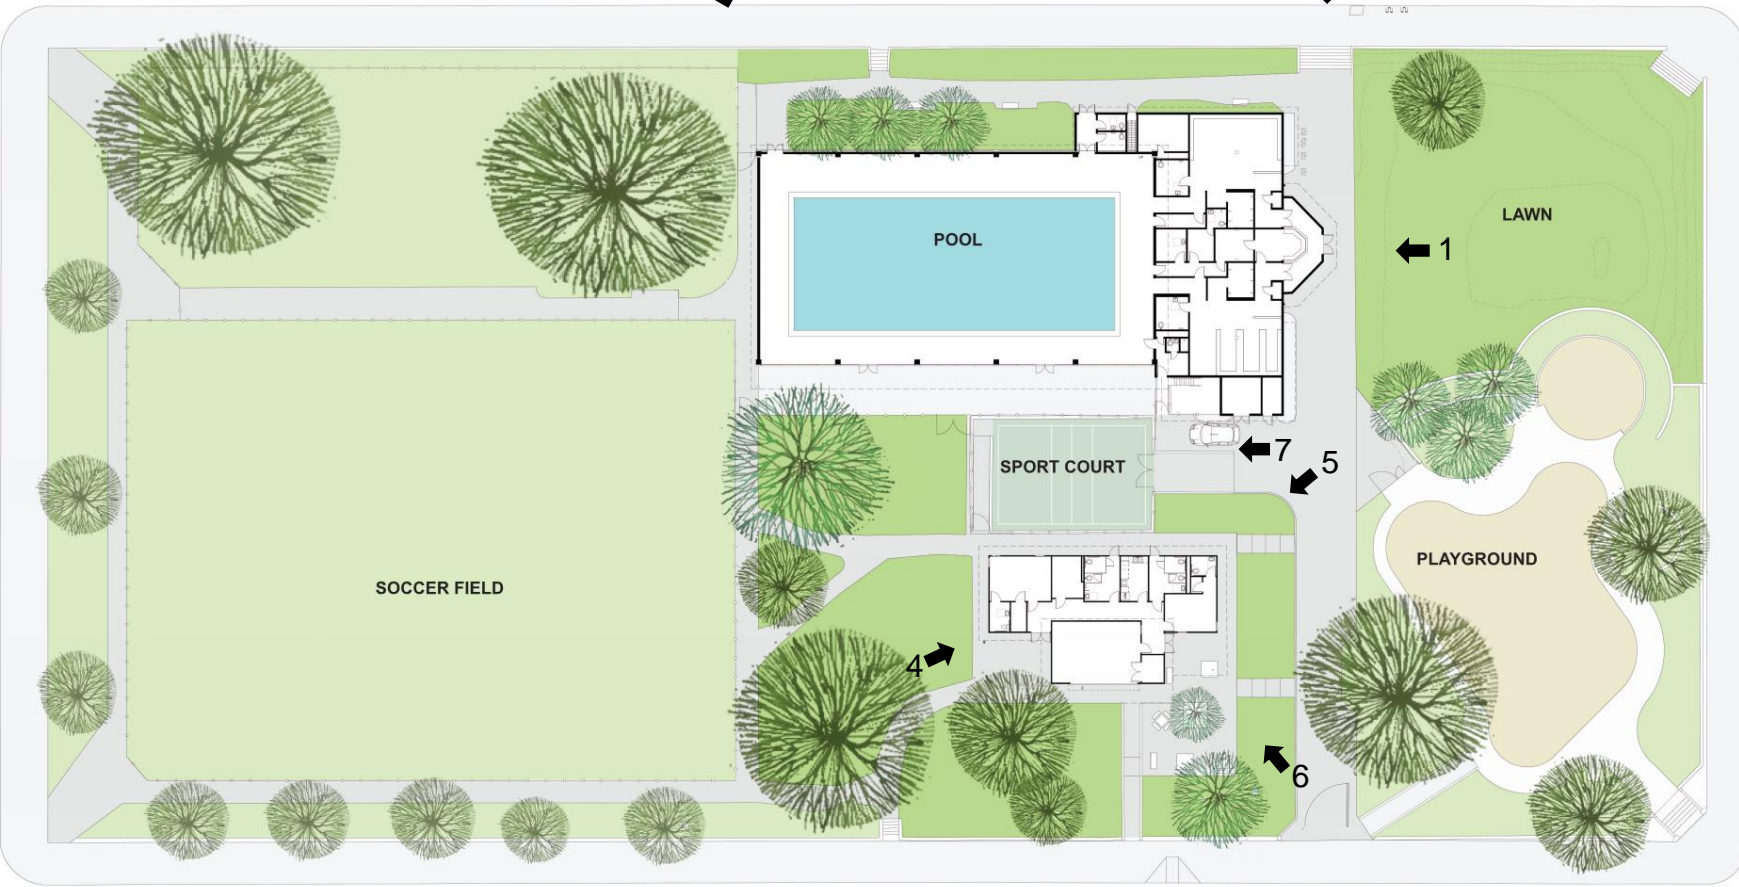 LAWN
POOL
1
SPORT COURT
7
5
PLAYGROUND
SOCCER FIELD
4
6